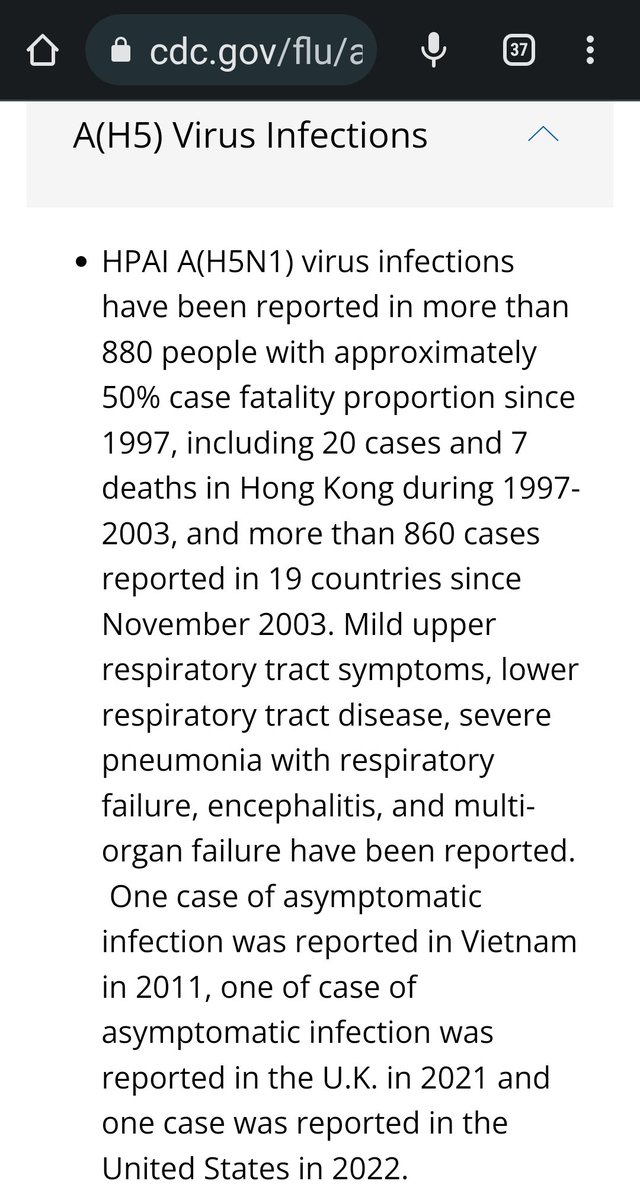 cdc.gov/flu/a
37
A(H5) Virus Infections
• HPAI A(H5N1) virus infections
have been reported in more than
880 people with approximately
50% case fatality proportion since
1997, including 20 cases and 7
deaths in Hong Kong during 1997-
2003, and more than 860 cases
reported in 19 countries since
November 2003. Mild upper
respiratory tract symptoms, lower
respiratory tract disease, severe
pneumonia with respiratory
failure, encephalitis, and multi-
organ failure have been reported.
One case of asymptomatic
infection was reported in Vietnam
in 2011, one of case of
asymptomatic infection was
reported in the U.K. in 2021 and
one case was reported in the
United States in 2022.